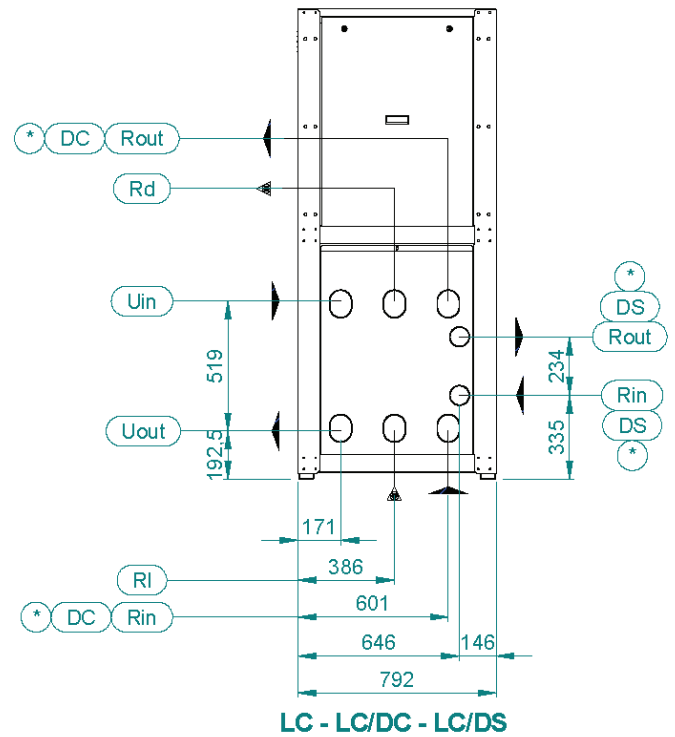 * DC Rout
Rd
Uin
Uout
519
192,5
*
DS
Rout
234
Rin
DS
*
335
171
386
Rl
601
* DC Rin
646 146
792
LC - LC/DC - LC/DS